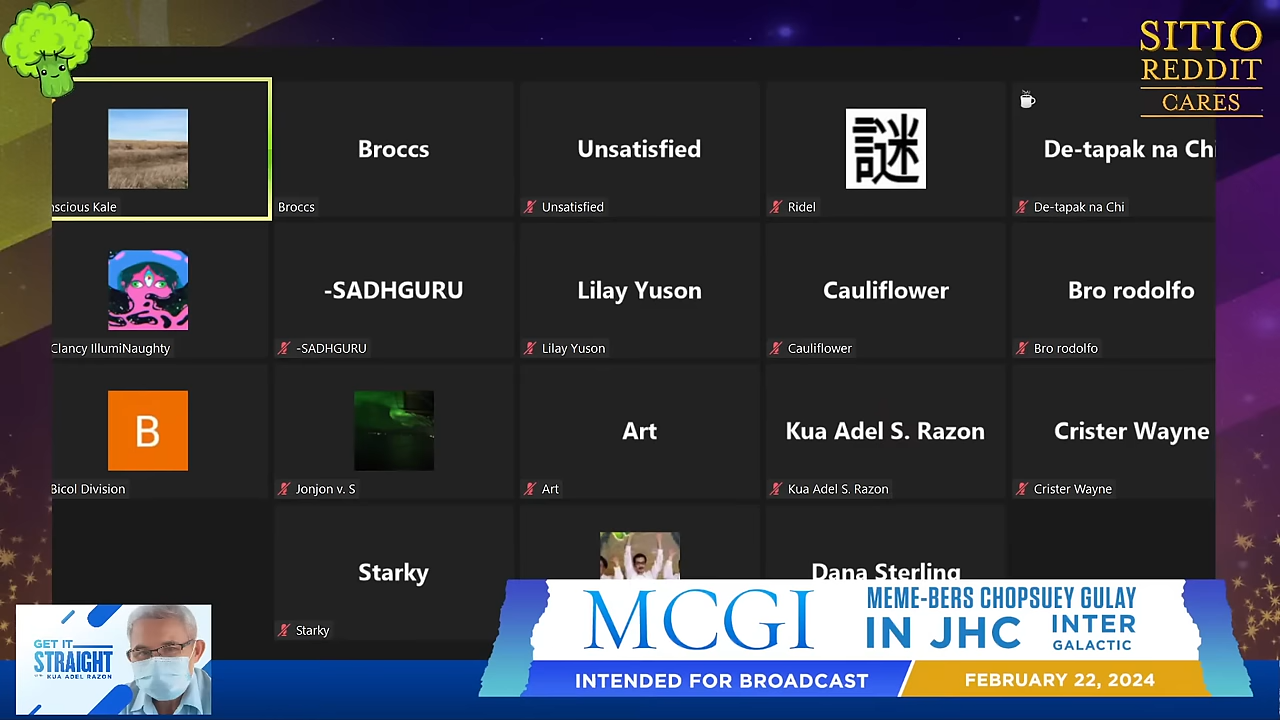 SITIO
REDDIT
CARES
nscious Kale
Broccs
Broccs
Unsatisfied
Unsatisfied
謎
Ridel
De-tapak na Chi
De-tapak na Chi
Clancy IllumiNaughty
-SADHGURU
-SADHGURU
Lilay Yuson
Lilay Yuson
Cauliflower
Cauliflower
Bro rodolfo
Bro rodolfo
B
Bicol Division
Jonjon v. S
Art
Art
Kua Adel S. Razon
Kua Adel S. Razon
Crister Wayne
Crister Wayne
Starky
Starky
Dana Sterling
GET IT
STRAIGHT
KUA ADEL RAZON
MCGI
MEME-BERS CHOPSUEY GULAY
IN JHC
INTER
GALACTIC
INTENDED FOR BROADCAST
FEBRUARY 22, 2024